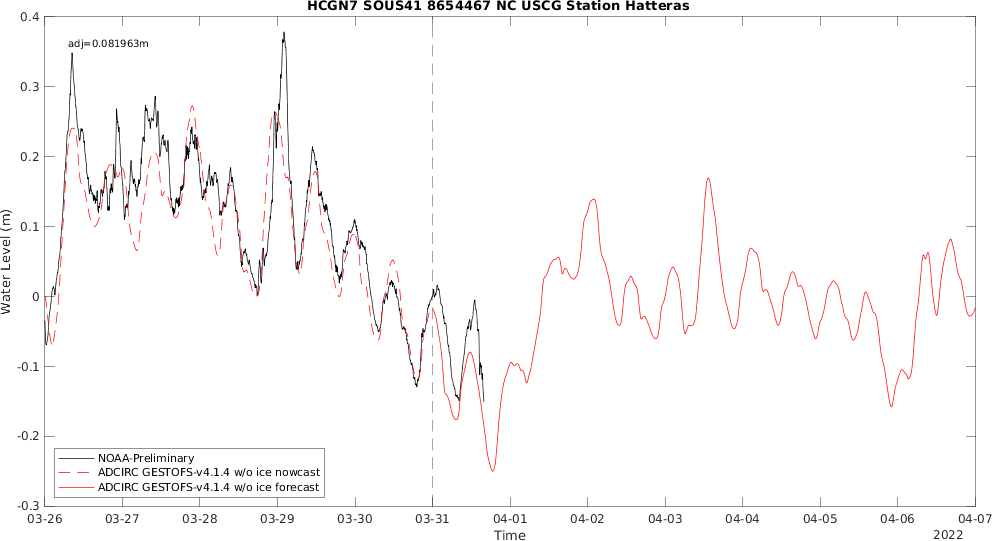 HCGN7 SOUS41 8654467 NC USCG Station Hatteras
0.4
adj=0.081963m
0.3
0.2
0.1
0
-0.1
-0.2
-0.3
Water Level (m)
NOAA-Preliminary
ADCIRC GESTOFS-v4.1.4 w/o ice nowcast
ADCIRC GESTOFS-v4.1.4 w/o ice forecast
03-26 03-27 03-28 03-29 03-30 03-31 04-01 04-02 04-03 04-04 04-05 04-06 04-07
Time
2022